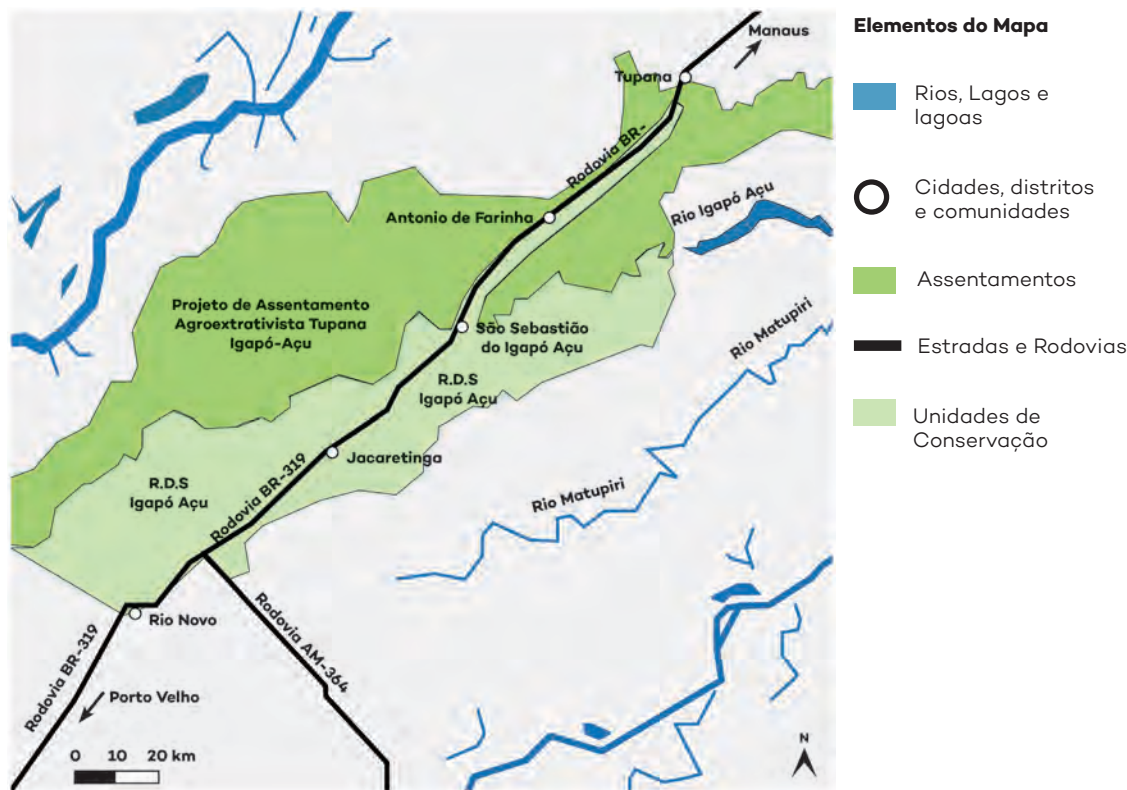 Manaus
Tupana
Rodovia BR-
Antonio de Farinha
Rio Igapó Açu
Projeto de Assentamento
Agroextrativista Tupana
Igapó-Açu
São Sebastião
do Igapó Açu
Rio Matupiri
R.D.S
Igapó Açu
Jacaretinga
Rodovia BR-319
R.D.S
Igapó Açu
Rio Matupiri
Rio Novo
Rodovia AM-364
Rodovia BR-319
Porto Velho
0 10 20 km
N
Elementos do Mapa
Rios, Lagos e
lagoas
Cidades, distritos
e comunidades
Assentamentos
Estradas e Rodovias
Unidades de
Conservação